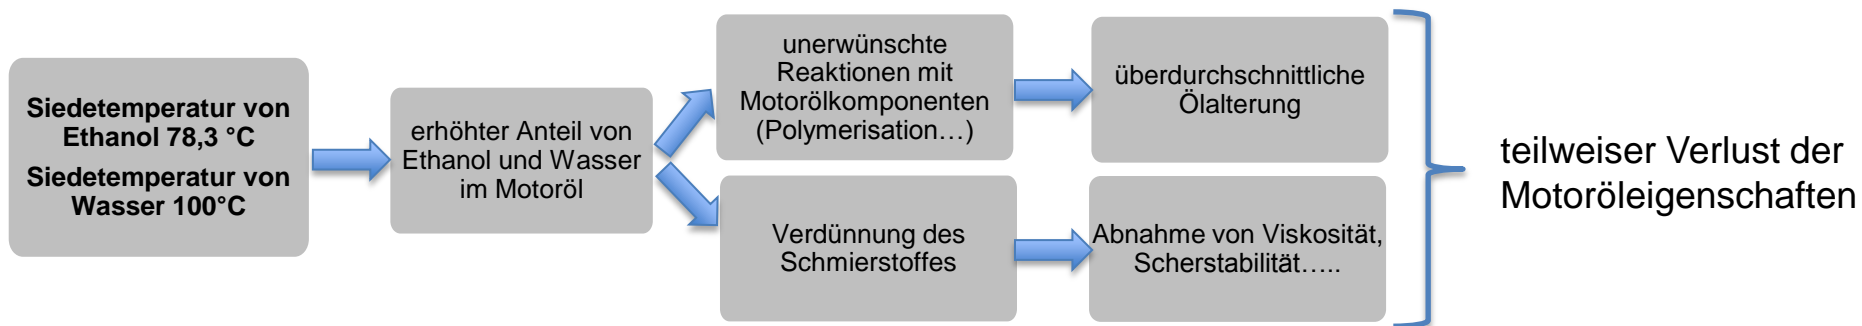 Siedetemperatur von
Ethanol 78,3 °C
Siedetemperatur von
Wasser 100°C
erhöhter Anteil von
Ethanol und Wasser
im Motoröl
unerwünschte
Reaktionen mit
Motorölkomponenten
(Polymerisation…)
überdurchschnittliche
Ölalterung
Verdünnung des
Schmierstoffes
Abnahme von Viskosität,
Scherstabilität…..
teilweiser Verlust der
Motoröleigenschaften